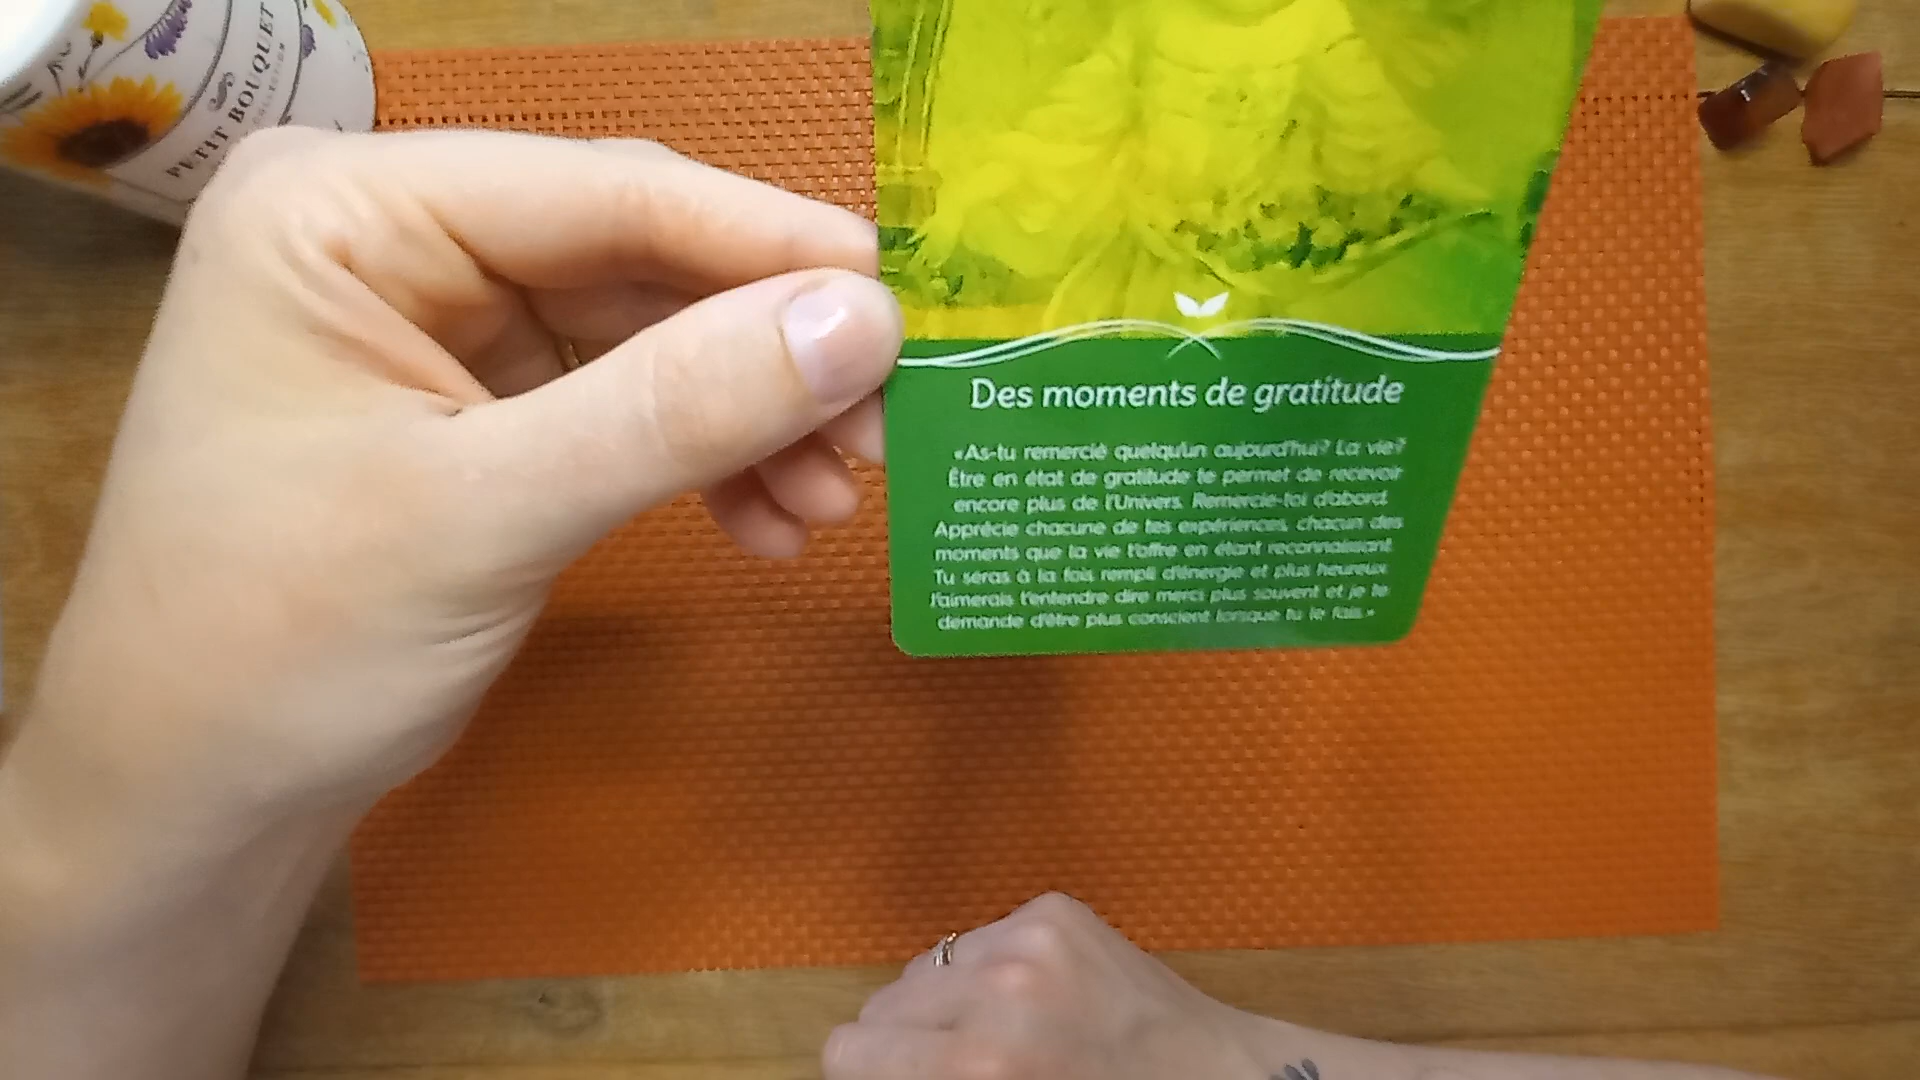 PETIT BOUQUET
Des moments de gratitude
«As-tu remercié quelqu'un aujourd'hui? La vie?
Être en état de gratitude te permet de recevoir
encore plus de l'Univers. Remercie-toi d'abord.
Apprécie chacune de tes expériences, chacun des
moments que la vie t'offre en étant reconnaissant.
Tu seras à la fois rempli d'énergie et plus heureux.
J'aimerais t'entendre dire merci plus souvent et je te
demande d'être plus conscient lorsque tu le fais.»